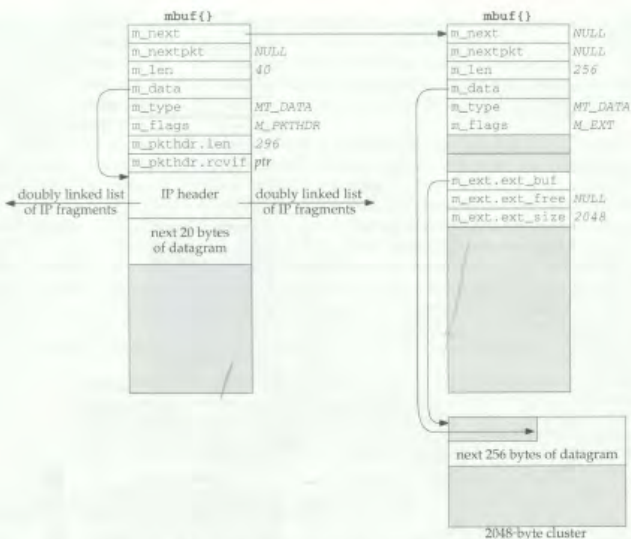 mbuf{}
m_next
m_nextpkt NULL
m_len 40
m_data
m_type MT_DATA
m_flags M_PKTHDR
m_pkthdr.len 296
m_pkthdr.rcvif ptr
doubly linked list
of IP fragments
IP header
doubly linked list
of IP fragments
next 20 bytes
of datagram
mbuf{}
m_next NULL
m_nextpkt NULL
m_len 256
m_data
m_type MT_DATA
m_flags M_EXT
m_ext.ext_buf
m_ext.ext_free NULL
m_ext.ext_size 2048
next 256 bytes of datagram
2048-byte cluster